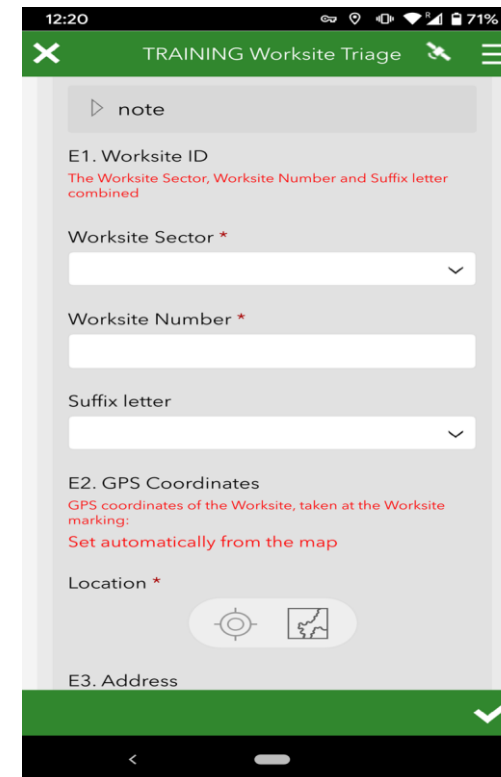 12:20
71%
TRAINING Worksite Triage
note
E1. Worksite ID
The Worksite Sector, Worksite Number and Suffix letter
combined
Worksite Sector *
Worksite Number *
Suffix letter
E2. GPS Coordinates
GPS coordinates of the Worksite, taken at the Worksite
marking:
Set automatically from the map
Location *
E3. Address